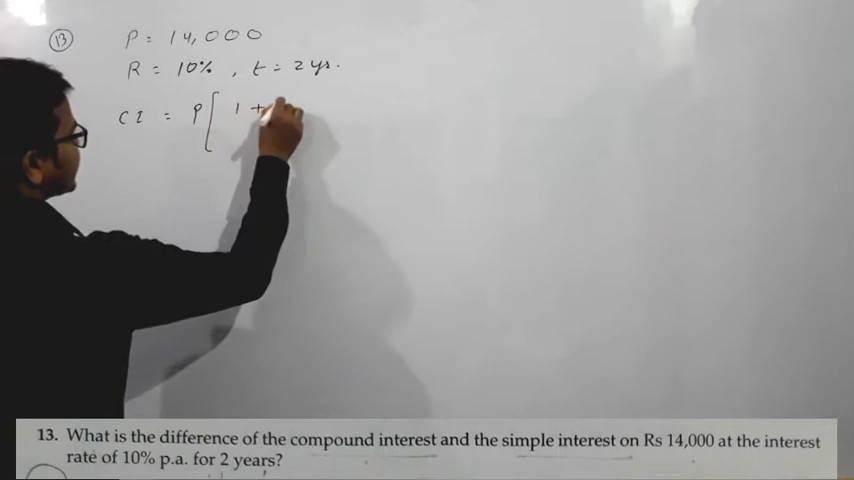 13 P = 14,000
R = 10% , t = 2 yr.
CI = P [ 1 +
13. What is the difference of the compound interest and the simple interest on Rs 14,000 at the interest
rate of 10% p.a. for 2 years?